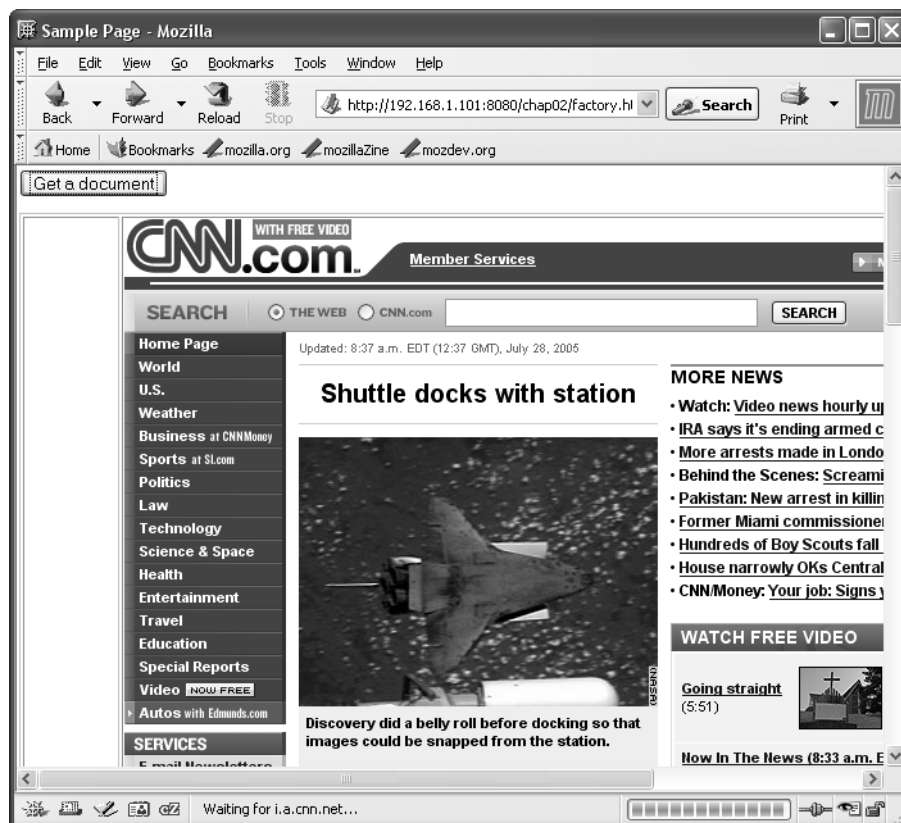 Sample Page - Mozilla
File Edit View Go Bookmarks Tools Window Help
Back Forward Reload Stop http://192.168.1.101:8080/chap02/factory.hl Search Print
Home Bookmarks mozilla.org mozillaZine mozdev.org
Get a document
CNN.com WITH FREE VIDEO
Member Services
SEARCH THE WEB CNN.com SEARCH
Home Page
World
U.S.
Weather
Business at CNNMoney
Sports at SI.com
Politics
Law
Technology
Science & Space
Health
Entertainment
Travel
Education
Special Reports
Video NOW FREE
Autos with Edmunds.com
SERVICES
E-mail Newsletters
Updated: 8:37 a.m. EDT (12:37 GMT), July 28, 2005
Shuttle docks with station
(NASA)
Discovery did a belly roll before docking so that
images could be snapped from the station.
MORE NEWS
• Watch: Video news hourly up
• IRA says it's ending armed c
• More arrests made in Londo
• Behind the Scenes: Screami
• Pakistan: New arrest in killin
• Former Miami commissione
• Hundreds of Boy Scouts fall
• House narrowly OKs Central
• CNN/Money: Your job: Signs y
WATCH FREE VIDEO
Going straight
(5:51)
Now In The News (8:33 a.m. E
Waiting for i.a.cnn.net...